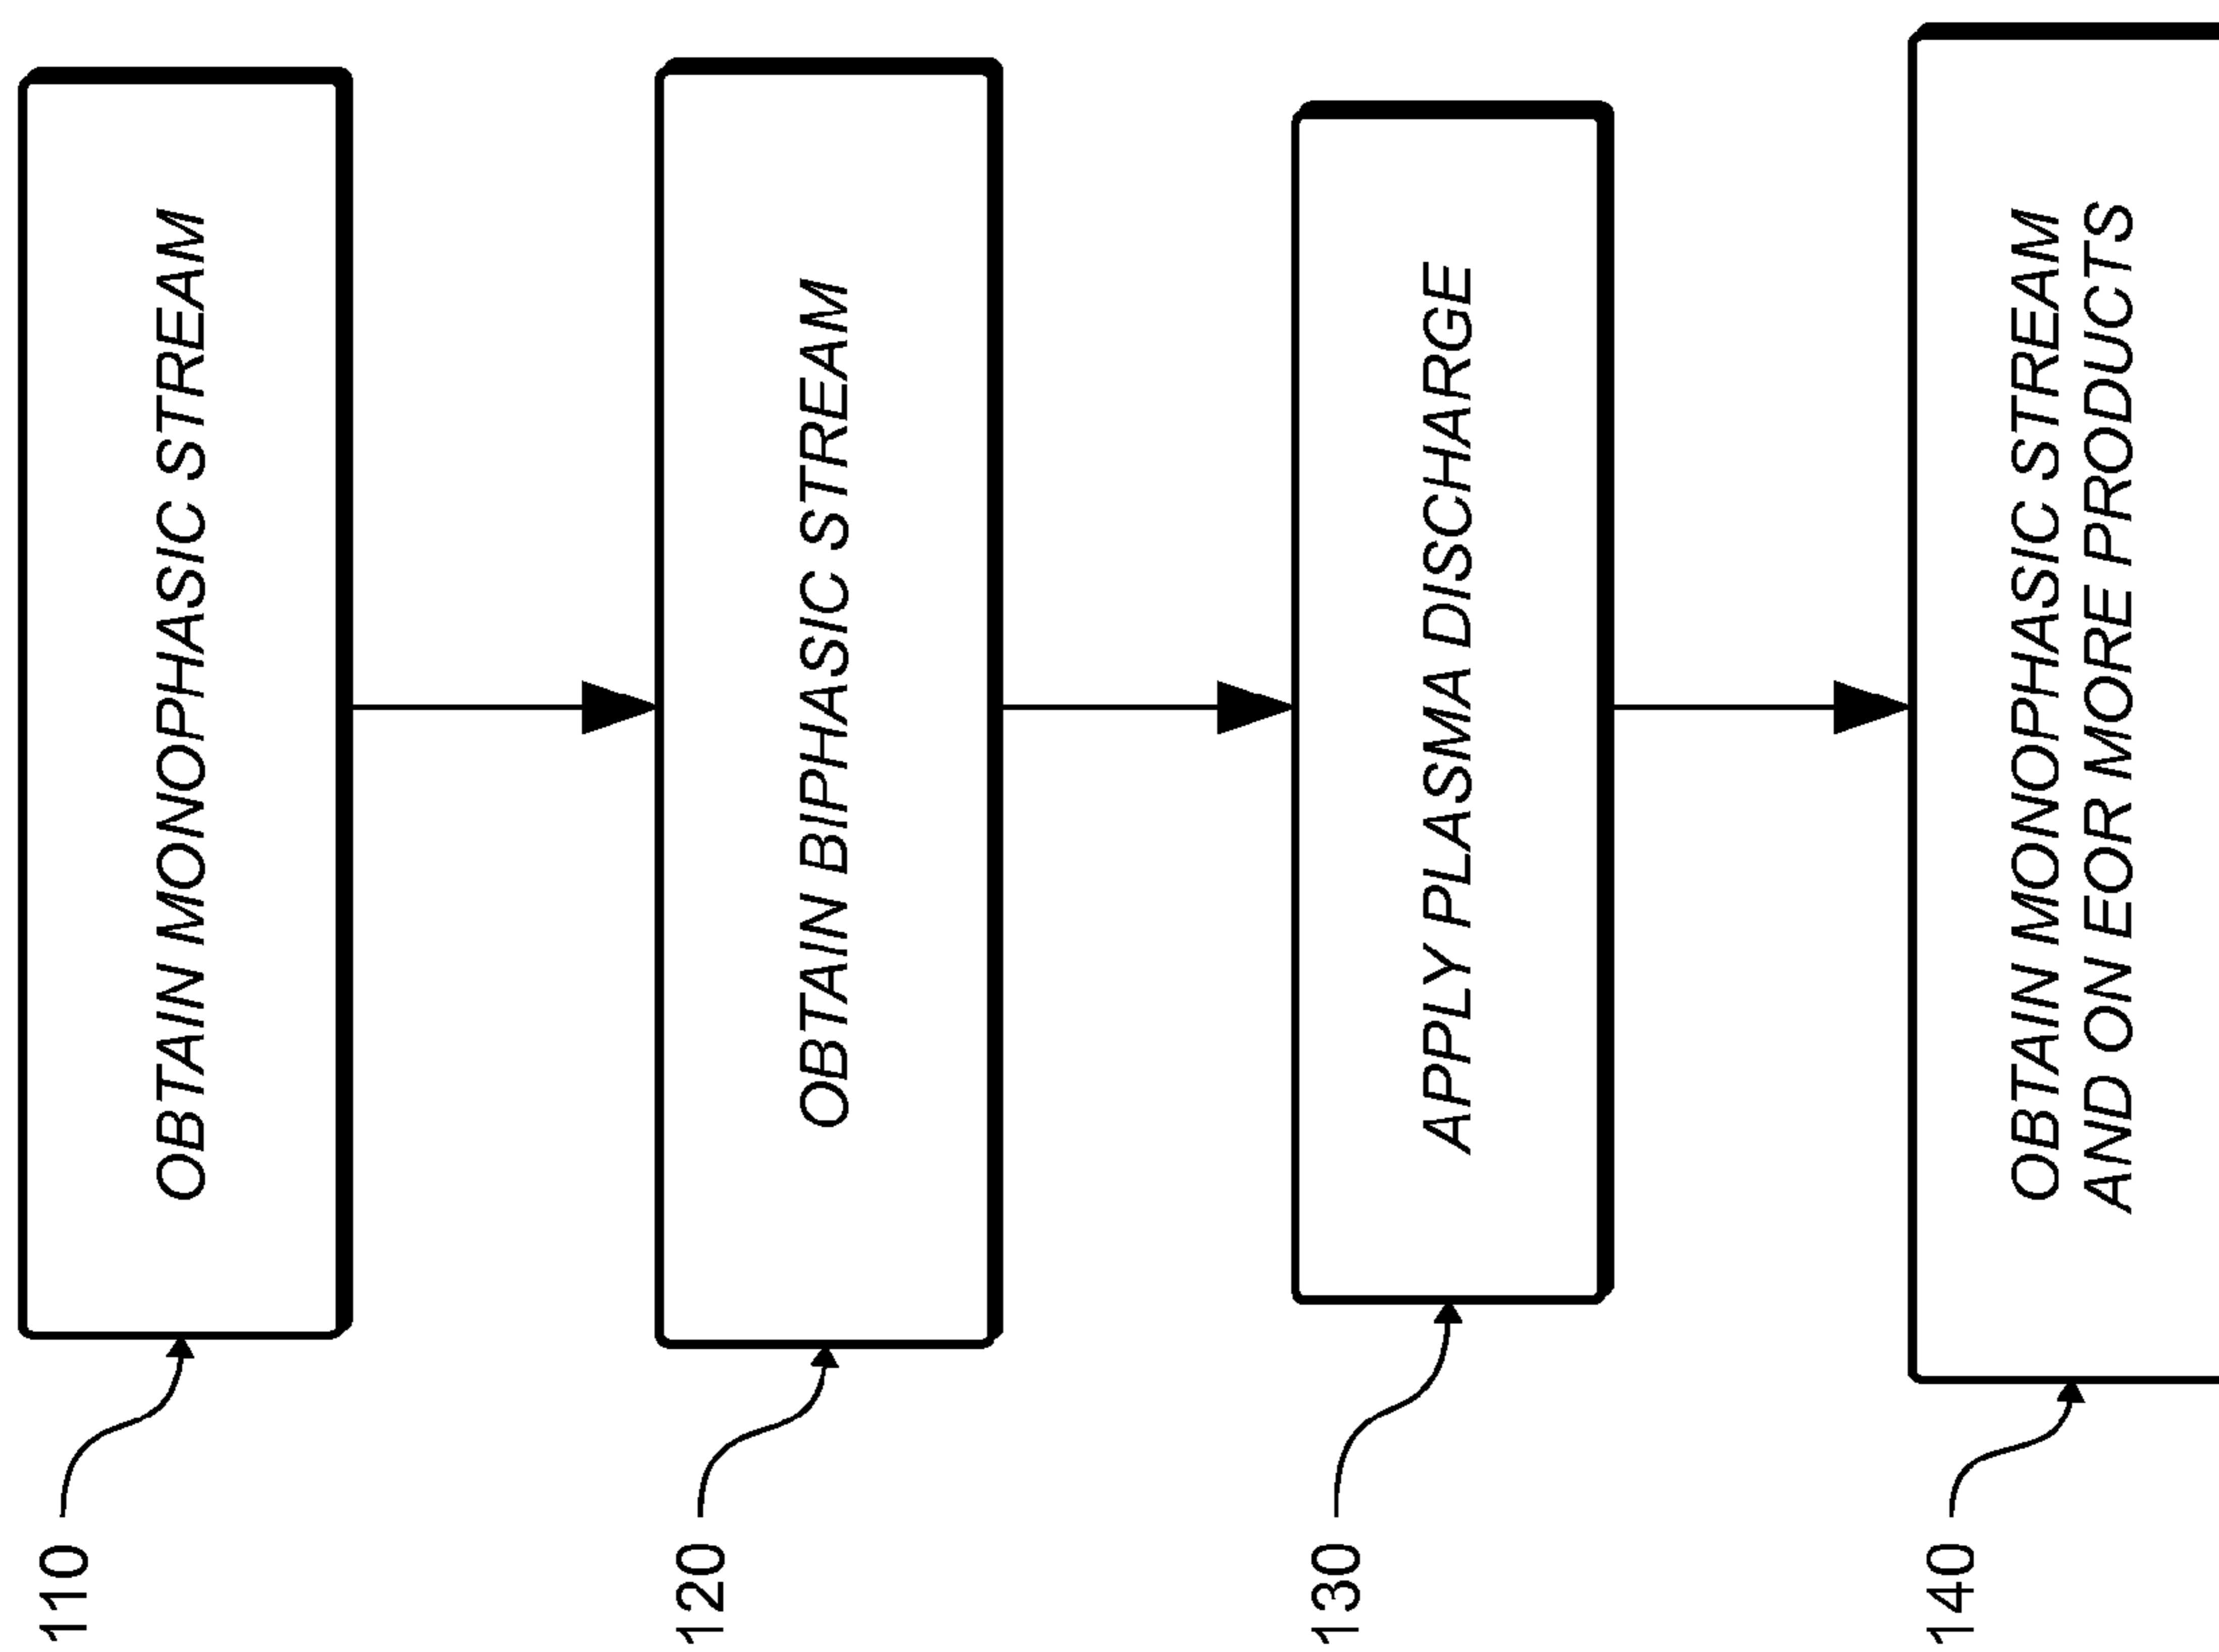 110
OBTAIN MONOPHASIC STREAM
120
OBTAIN BIPHASIC STREAM
130
APPLY PLASMA DISCHARGE
140
OBTAIN MONOPHASIC STREAM
AND ON EOR MORE PRODUCTS